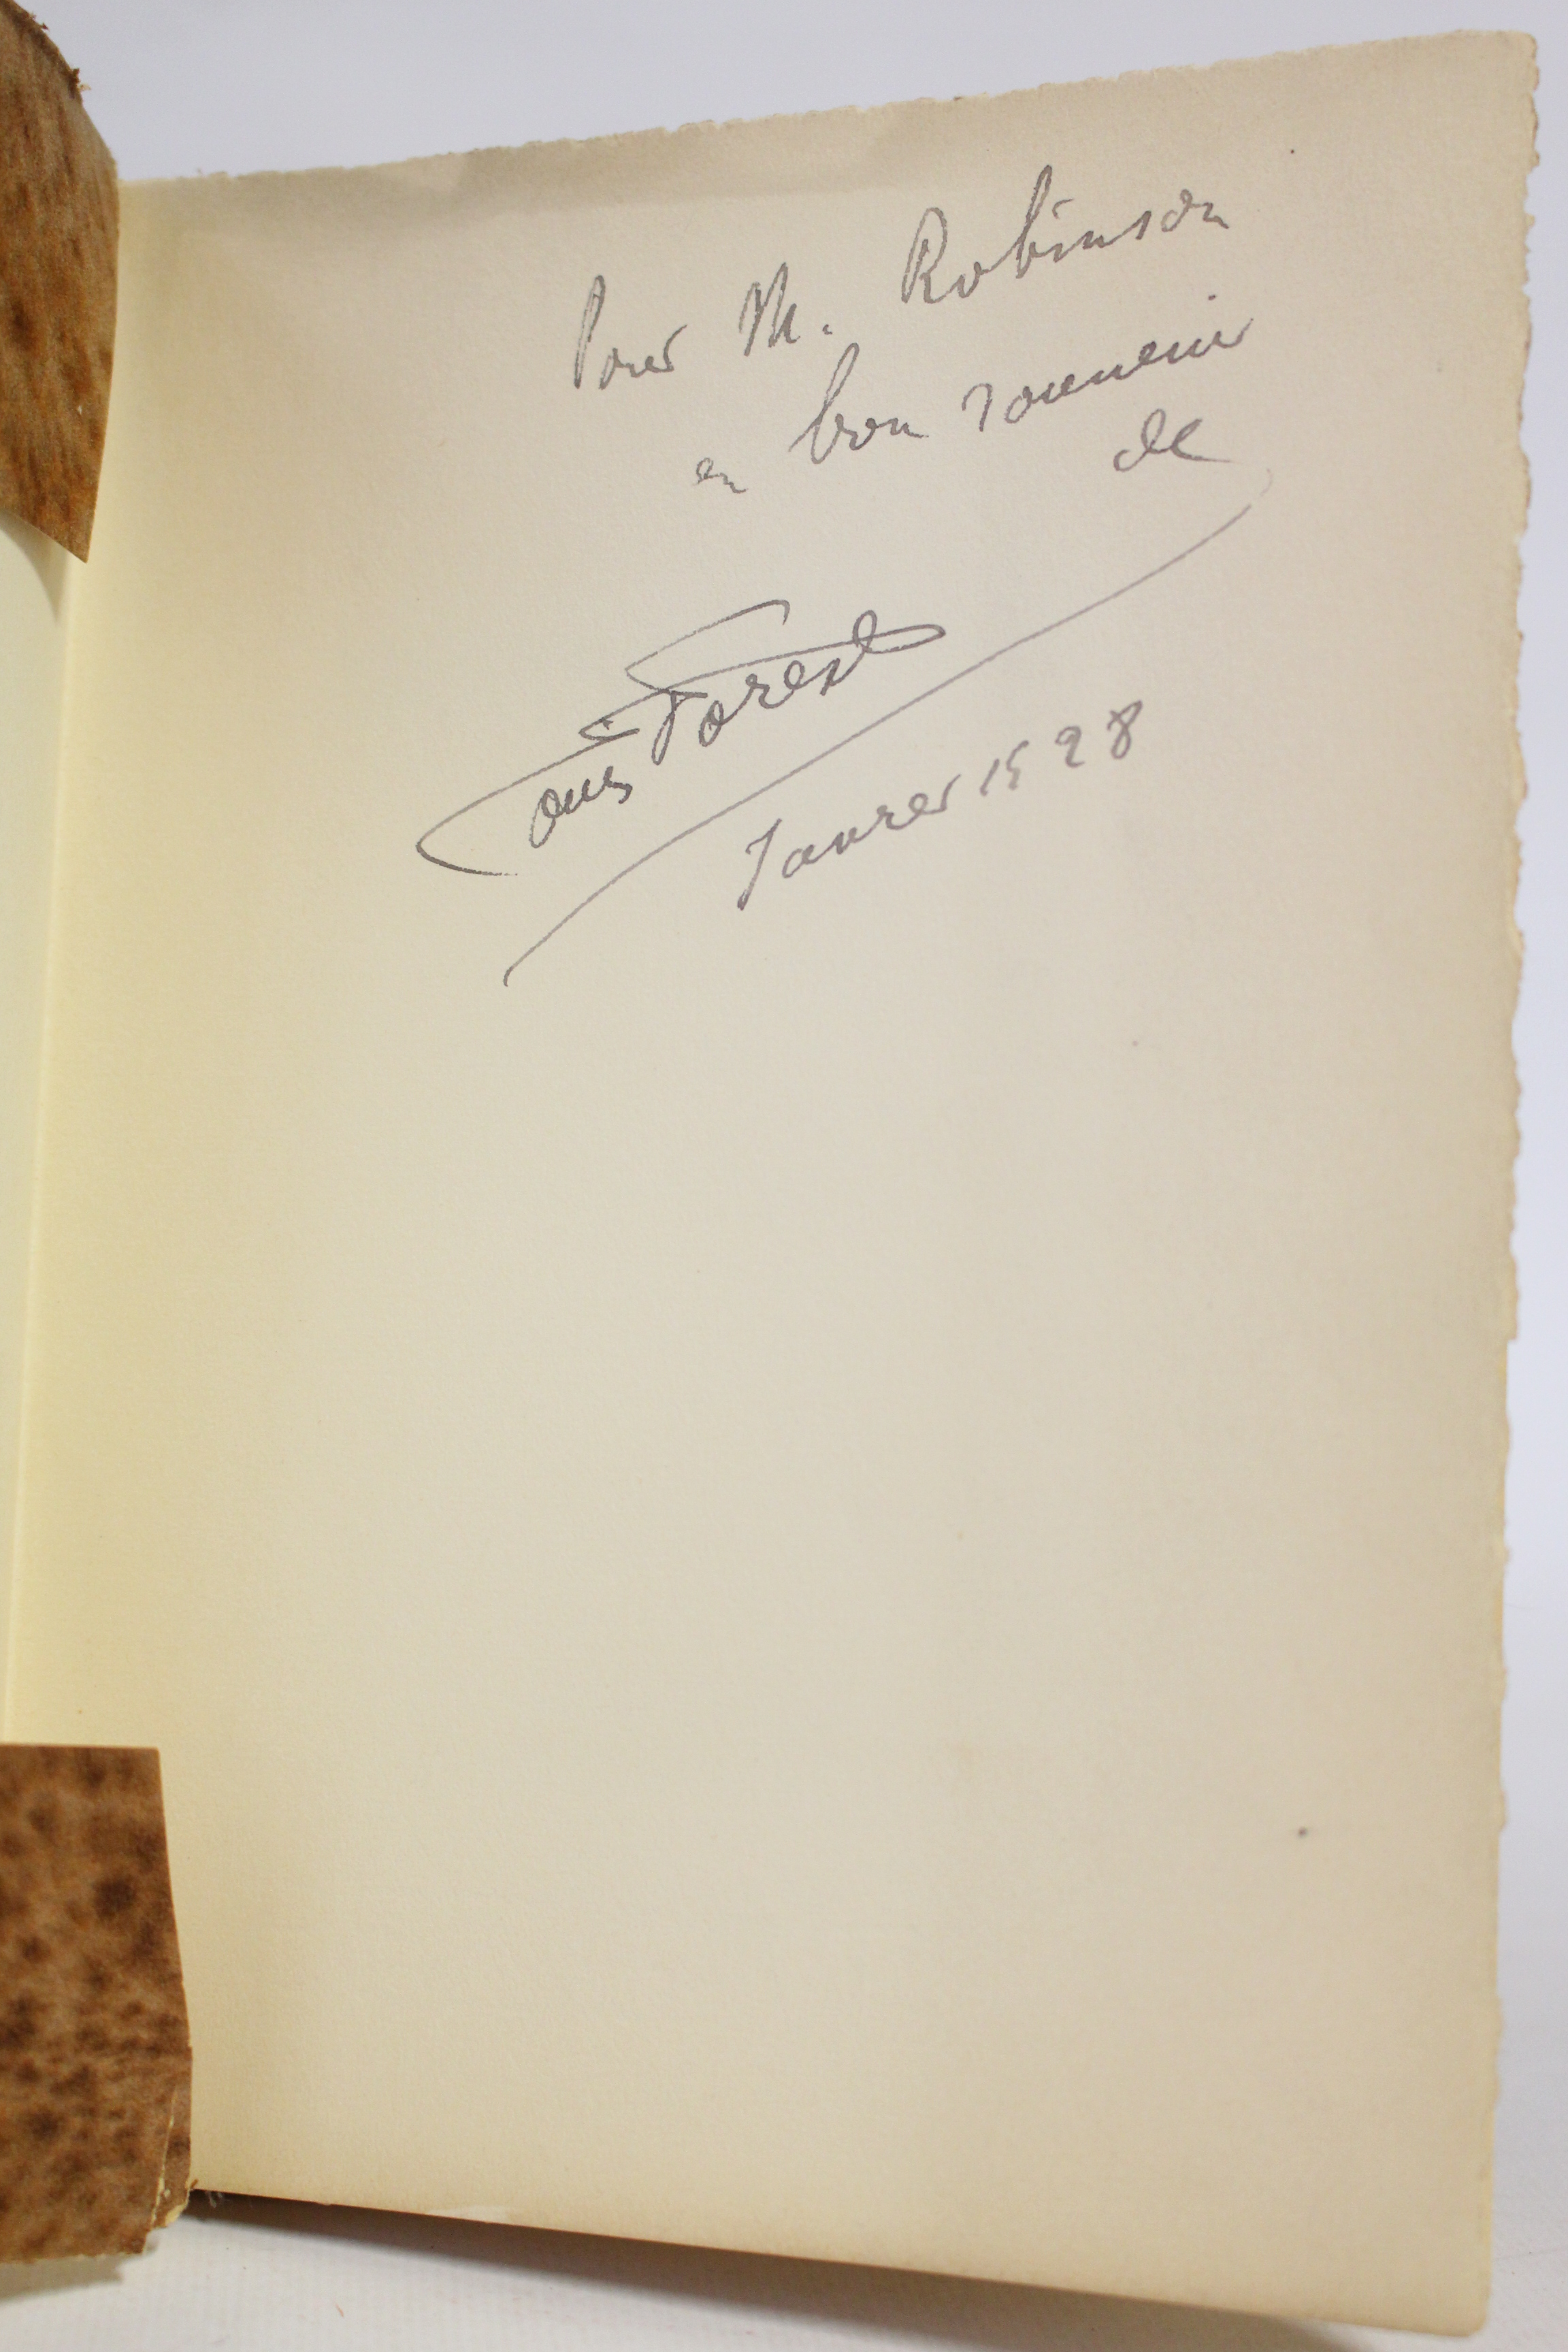 Pour M. Robinson
en bon souvenir
de
Louis Forest
Janvier 1928